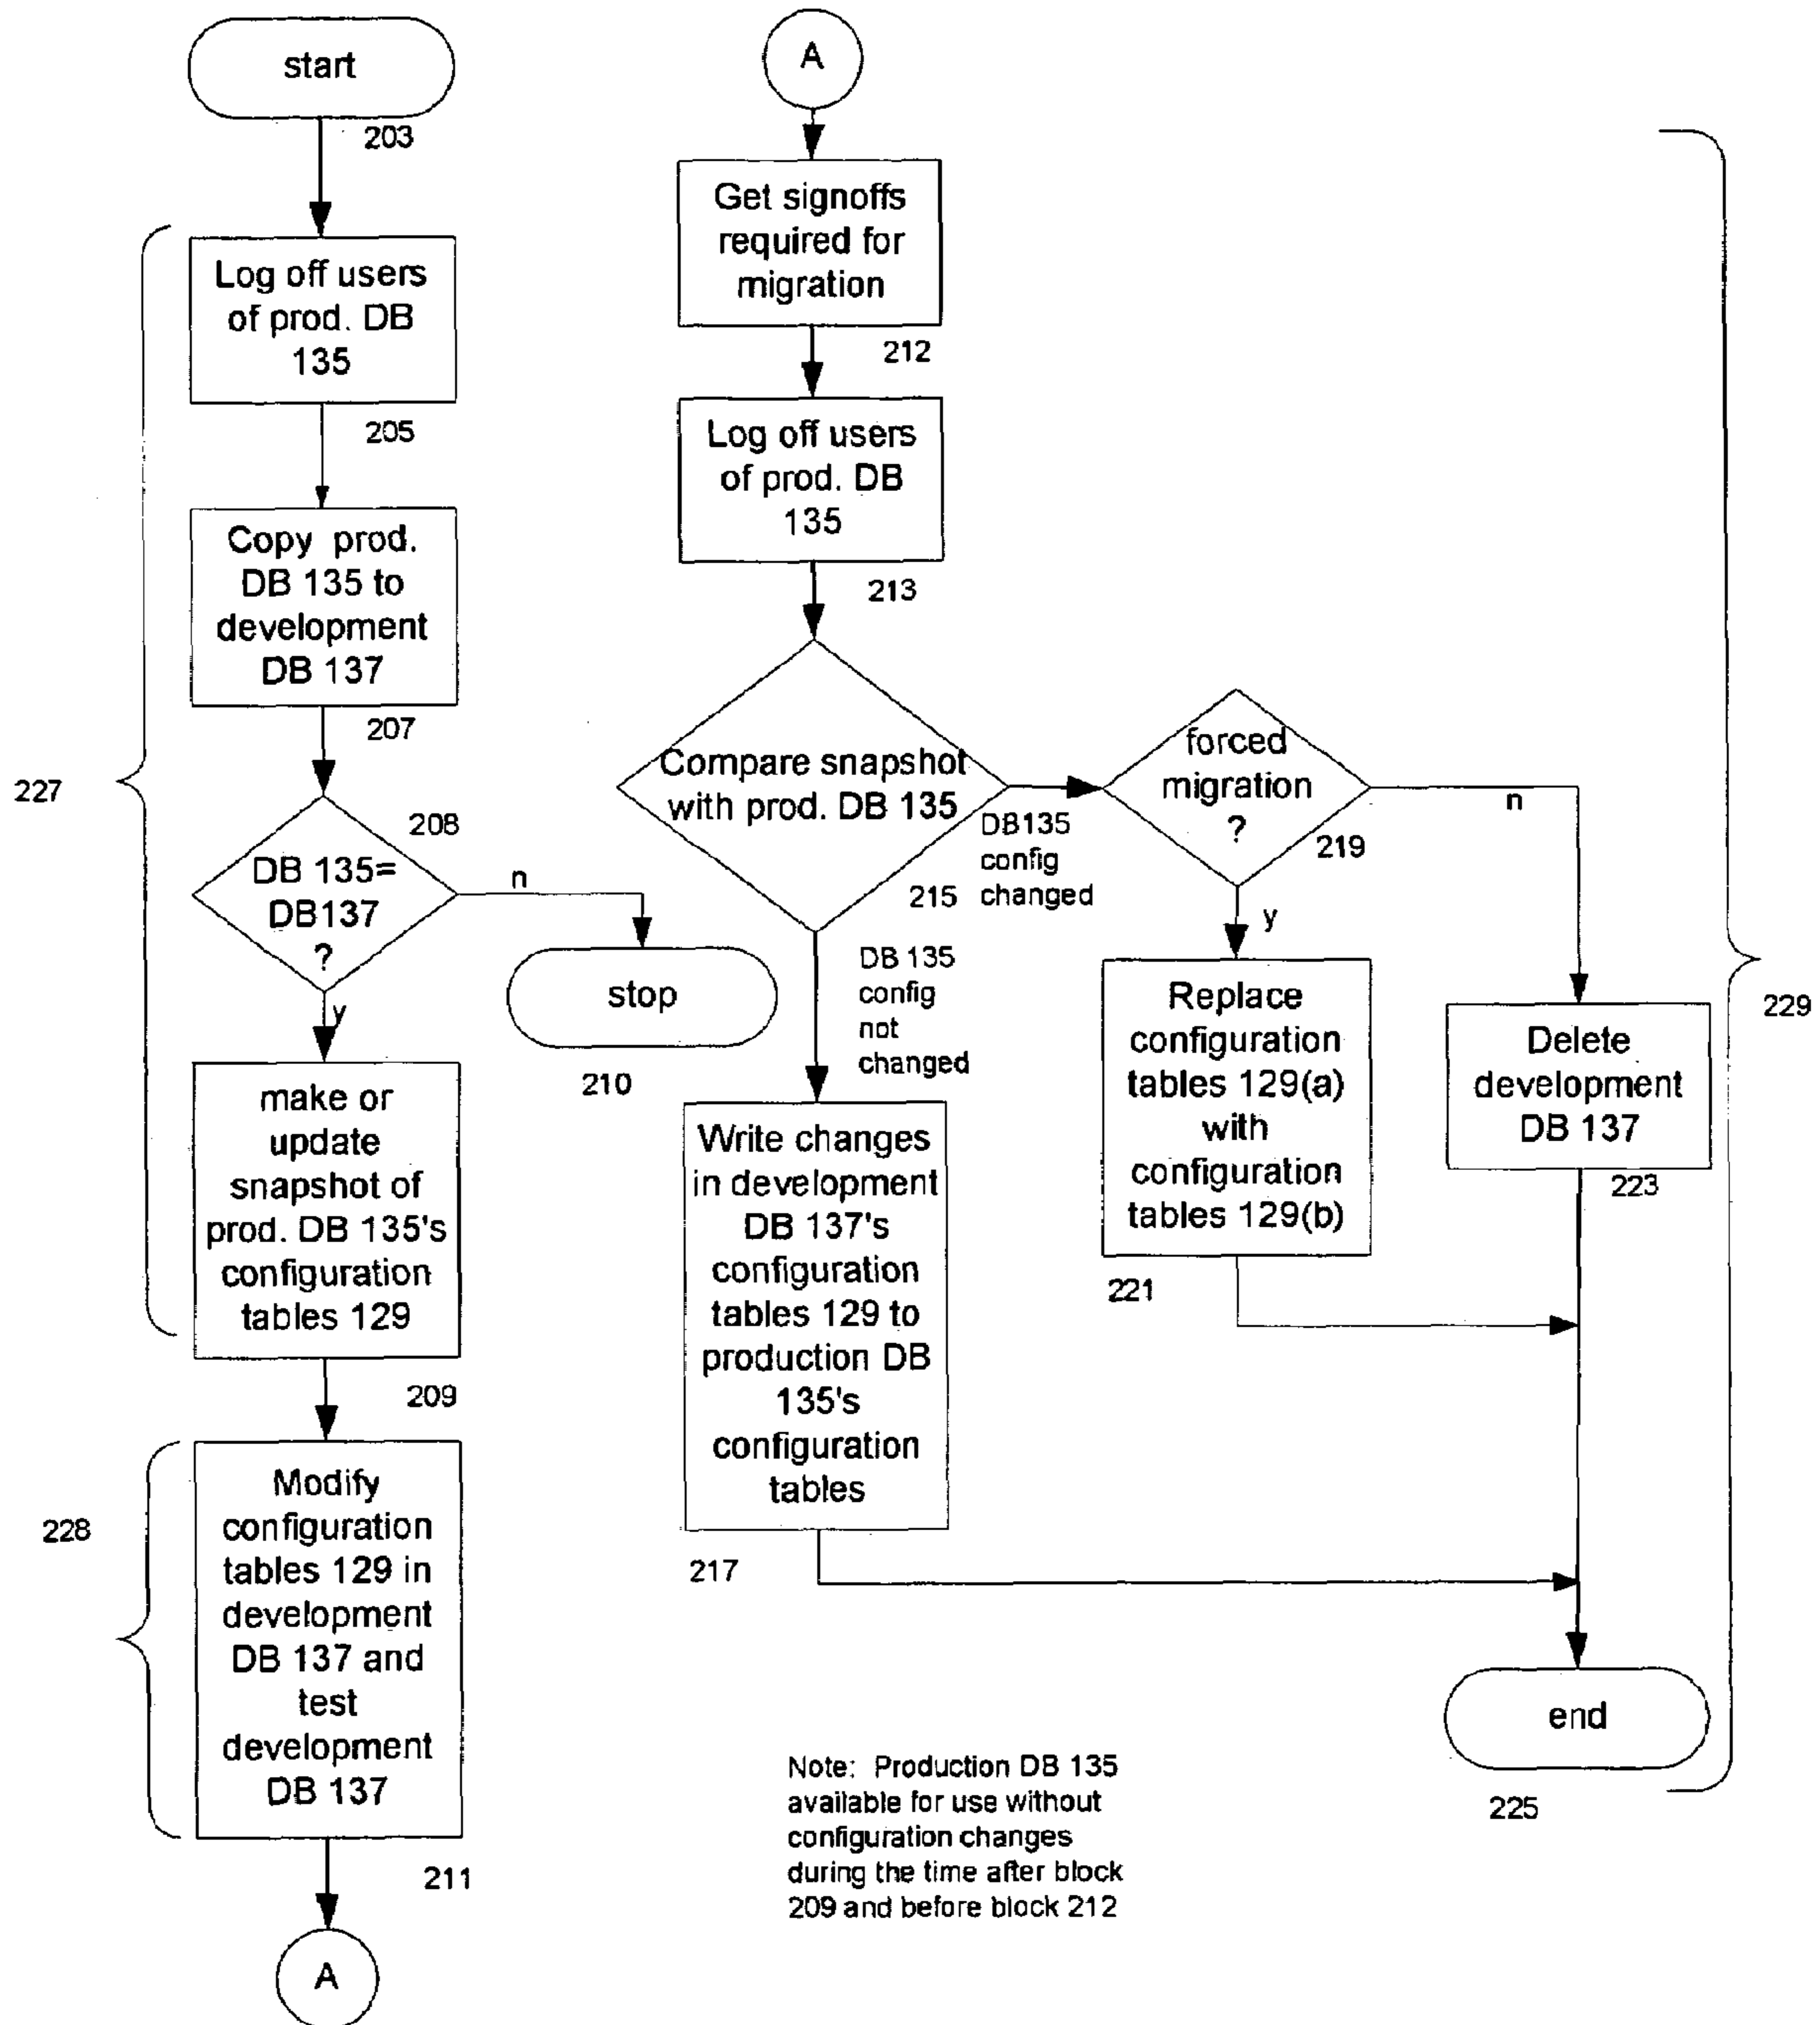 start
203
Log off users
of prod. DB
135
205
Copy prod.
DB 135 to
development
DB 137
207
227
208
DB 135=
DB137
?
n
stop
210
y
make or
update
snapshot of
prod. DB 135's
configuration
tables 129
209
228
Modify
configuration
tables 129 in
development
DB 137 and
test
development
DB 137
211
A
A
Get signoffs
required for
migration
212
Log off users
of prod. DB
135
213
Compare snapshot
with prod. DB 135
215
DB135
config
changed
DB 135
config
not
changed
Write changes
in development
DB 137's
configuration
tables 129 to
production DB
135's
configuration
tables
217
forced
migration
?
219
n
y
Replace
configuration
tables 129(a)
with
configuration
tables 129(b)
221
Delete
development
DB 137
223
229
end
225
Note: Production DB 135
available for use without
configuration changes
during the time after block
209 and before block 212